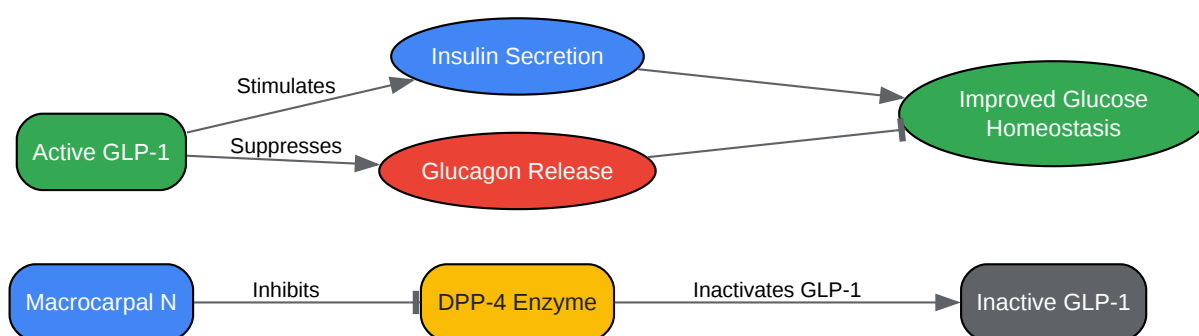 Insulin Secretion
Stimulates
Improved Glucose
Homeostasis
Active GLP-1
Suppresses
Glucagon Release
Macrocarpal N
Inhibits
DPP-4 Enzyme
Inactivates GLP-1
Inactive GLP-1